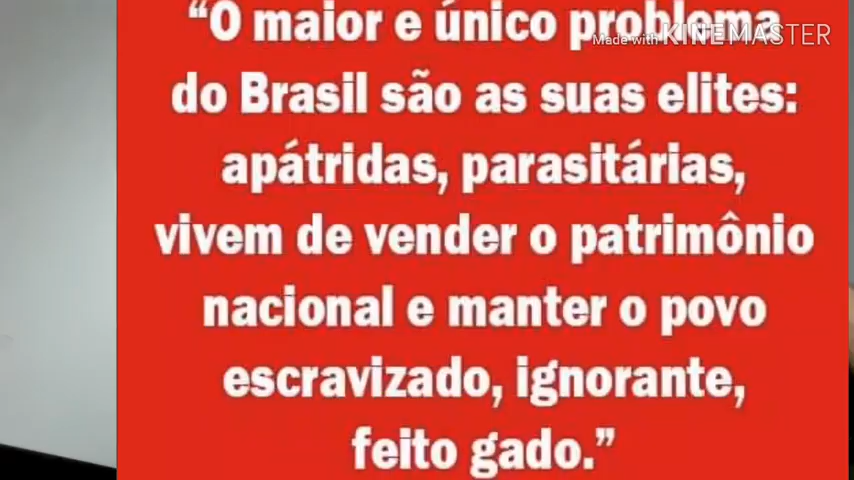 “O maior e único problema
Made with KINEMASTER
do Brasil são as suas elites:
apátridas, parasitárias,
vivem de vender o patrimônio
nacional e manter o povo
escravizado, ignorante,
feito gado.”